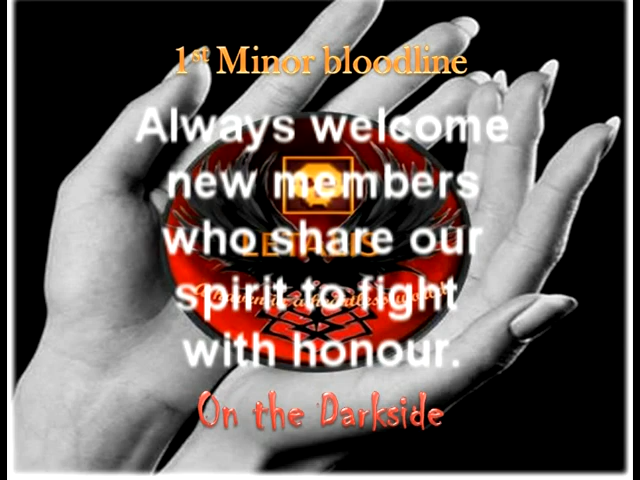 1st Minor bloodline
Always welcome
new members
who share our
spirit to fight
with honour.
On the Darkside